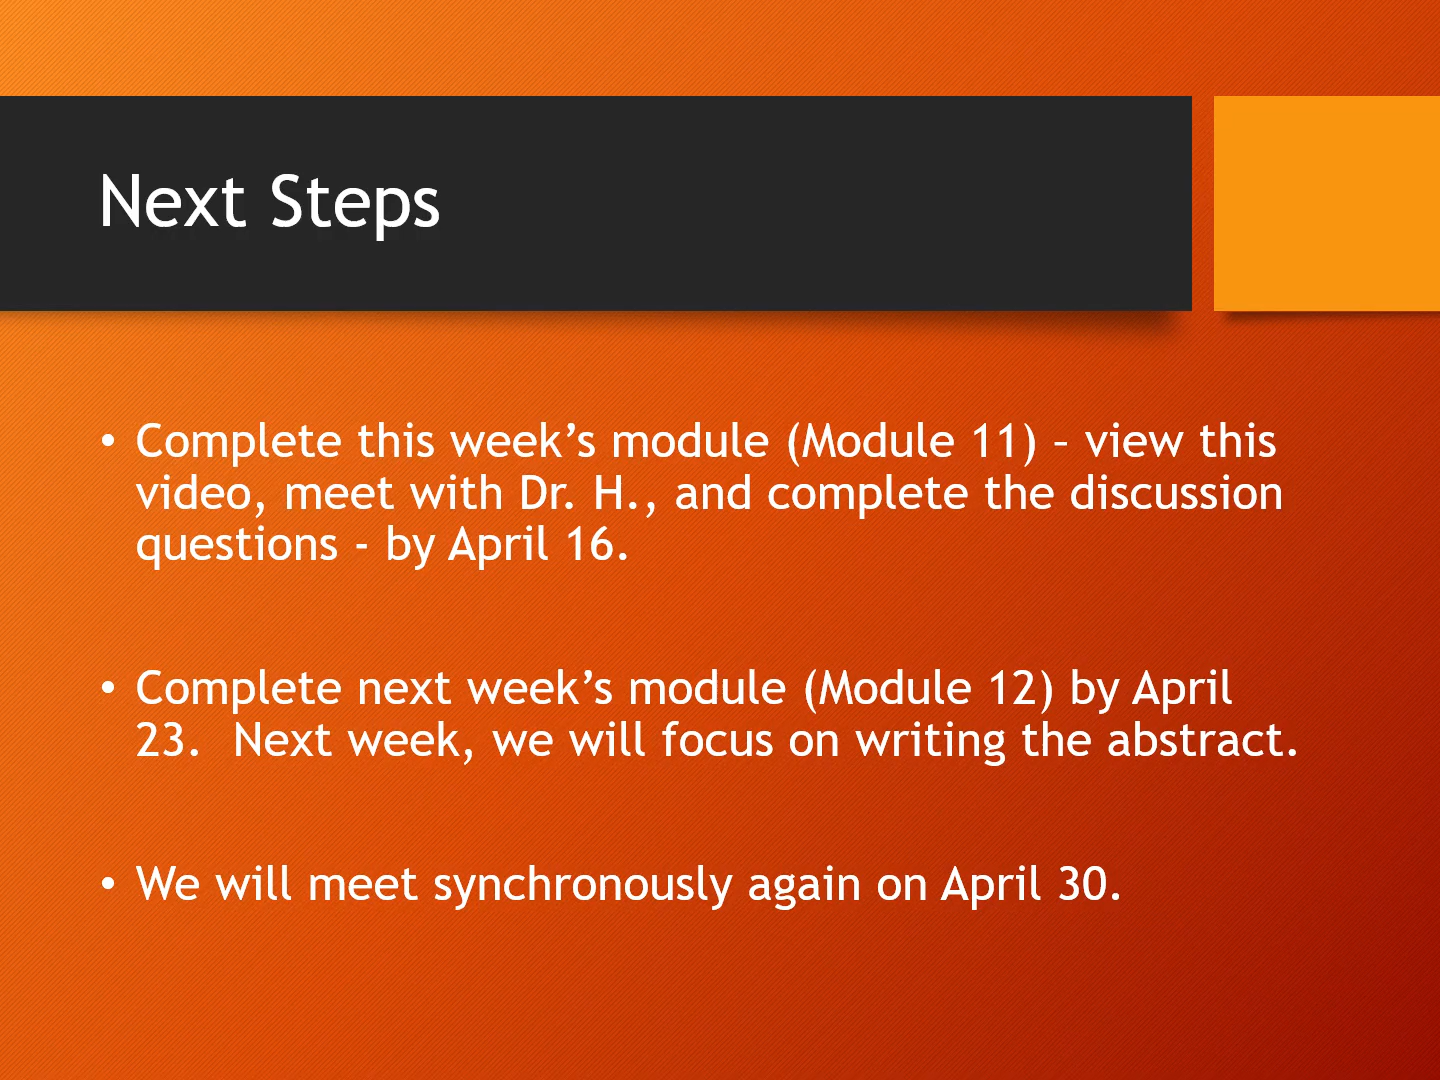 Next Steps
• Complete this week’s module (Module 11) – view this
video, meet with Dr. H., and complete the discussion
questions - by April 16.
• Complete next week’s module (Module 12) by April
23.  Next week, we will focus on writing the abstract.
• We will meet synchronously again on April 30.